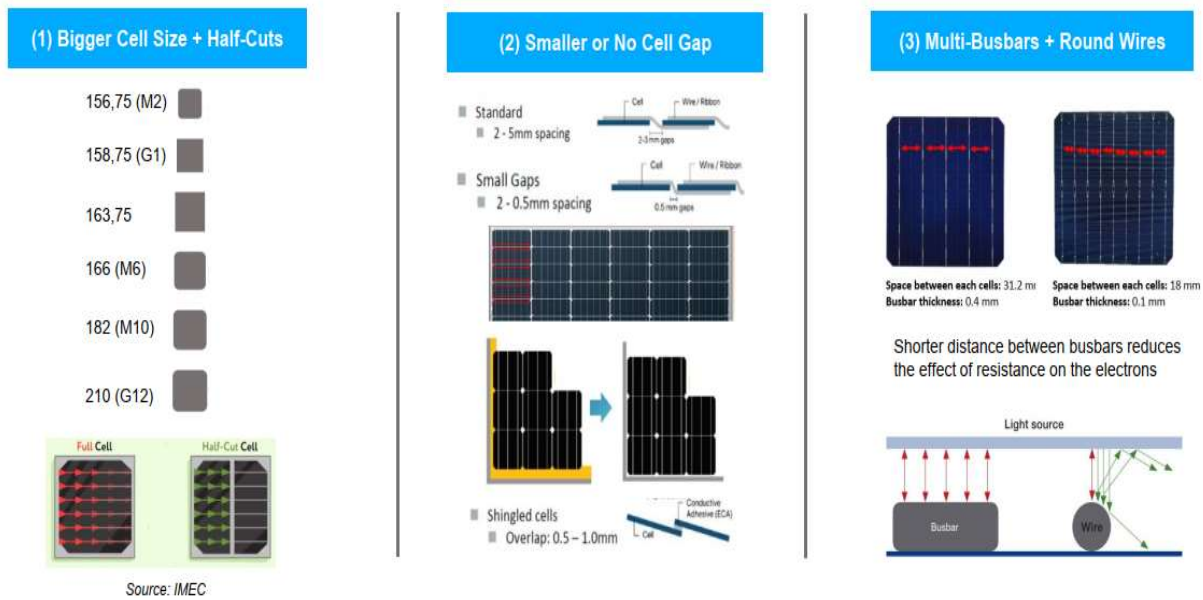 (1) Bigger Cell Size + Half-Cuts
156,75 (M2)
158,75 (G1)
163,75
166 (M6)
182 (M10)
210 (G12)
Full Cell
Half-Cut Cell
Source: IMEC
(2) Smaller or No Cell Gap
Standard
2 - 5mm spacing
Cell
Wire / Ribbon
2-3 mm gaps
Small Gaps
2 - 0.5mm spacing
Cell
Wire / Ribbon
0.5 mm gaps
Shingled cells
Overlap: 0.5 – 1.0mm
Conductive
Adhesive (ECA)
Cell
(3) Multi-Busbars + Round Wires
Space between each cells: 31.2
Busbar thickness: 0.4 mm
Space between each cells: 18 mm
Busbar thickness: 0.1 mm
Shorter distance between busbars reduces
the effect of resistance on the electrons
Light source
Busbar
Wire